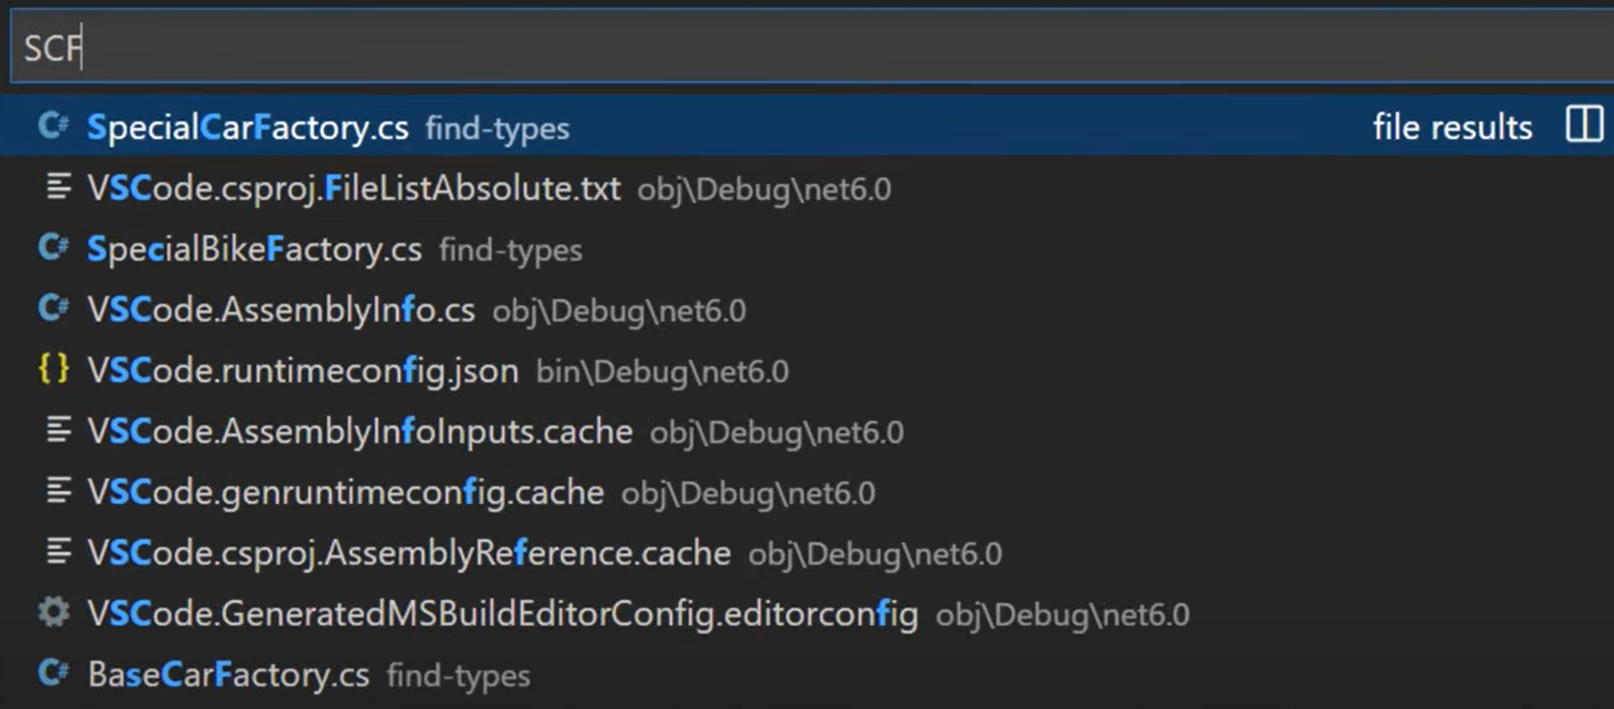 SCF
C# SpecialCarFactory.cs find-types file results
VSCode.csproj.FileListAbsolute.txt obj\Debug\net6.0
C# SpecialBikeFactory.cs find-types
C# VSCode.AssemblyInfo.cs obj\Debug\net6.0
{} VSCode.runtimeconfig.json bin\Debug\net6.0
VSCode.AssemblyInfoInputs.cache obj\Debug\net6.0
VSCode.genruntimeconfig.cache obj\Debug\net6.0
VSCode.csproj.AssemblyReference.cache obj\Debug\net6.0
VSCode.GeneratedMSBuildEditorConfig.editorconfig obj\Debug\net6.0
C# BaseCarFactory.cs find-types